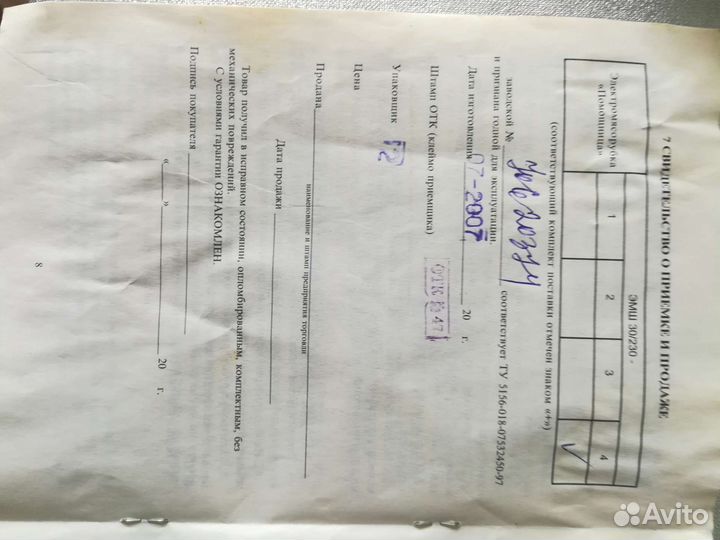 7 СВИДЕТЕЛЬСТВО О ПРИЕМКЕ И ПРОДАЖЕ
Электромясорубка «Помощница»
ЭМШ 30/230 -
1 2 3 4
✓
(соответствующий комплект поставки отмечен знаком «+»)
заводской № соответствует ТУ 5156-018-07532450-97
и признана годной для эксплуатации.
Дата изготовления 07-2007 20 г.
Штамп ОТК (клеймо приемщика) ОТК № 47
Упаковщик
Цена
Продана
наименование и штамп предприятия торговли
Дата продажи
Товар получил в исправном состоянии, опломбированным, комплектным, без
механических повреждений.
С условиями гарантии ОЗНАКОМЛЕН.
Подпись покупателя « » 20 г.
8
Avito